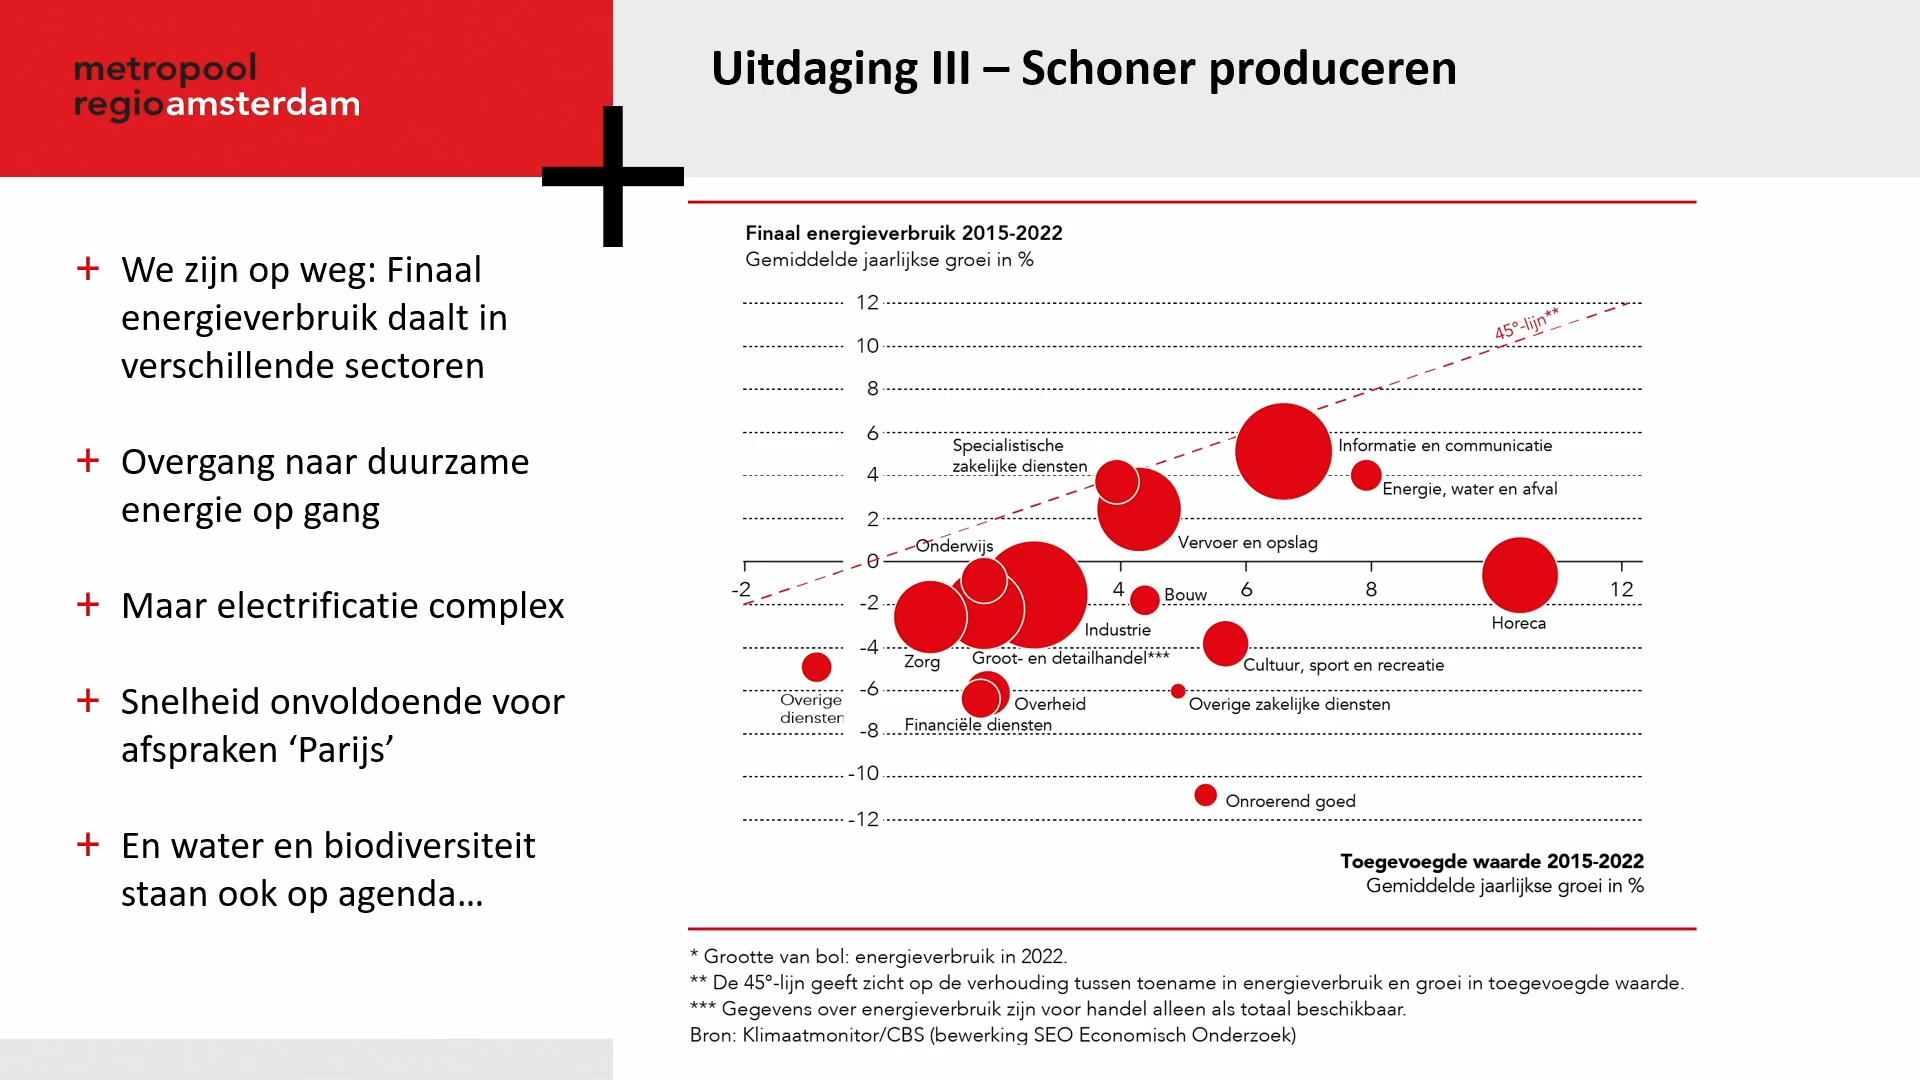 metropool
regioamsterdam
Uitdaging III – Schoner produceren
+ We zijn op weg: Finaal
energieverbruik daalt in
verschillende sectoren
+ Overgang naar duurzame
energie op gang
+ Maar electrificatie complex
+ Snelheid onvoldoende voor
afspraken ‘Parijs’
+ En water en biodiversiteit
staan ook op agenda…
Finaal energieverbruik 2015-2022
Gemiddelde jaarlijkse groei in %
12
10
8
6
4
2
0
-2
-4
-6
-8
-10
-12
-2
4
6
8
12
45°-lijn**
Specialistische
zakelijke diensten
Informatie en communicatie
Energie, water en afval
Vervoer en opslag
Onderwijs
Bouw
Horeca
Industrie
Groot- en detailhandel***
Zorg
Cultuur, sport en recreatie
Overige
diensten
Overheid
Overige zakelijke diensten
Financiële diensten
Onroerend goed
Toegevoegde waarde 2015-2022
Gemiddelde jaarlijkse groei in %
* Grootte van bol: energieverbruik in 2022.
** De 45°-lijn geeft zicht op de verhouding tussen toename in energieverbruik en groei in toegevoegde waarde.
*** Gegevens over energieverbruik zijn voor handel alleen als totaal beschikbaar.
Bron: Klimaatmonitor/CBS (bewerking SEO Economisch Onderzoek)